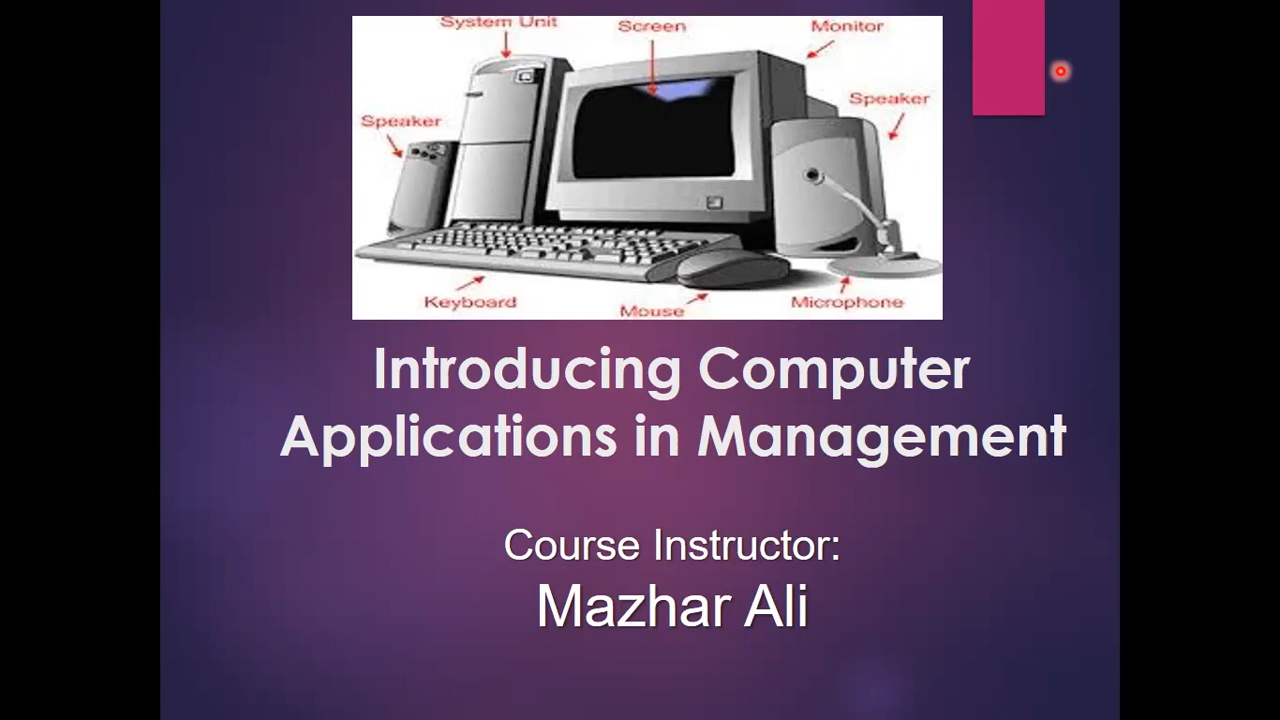 System Unit
Screen
Monitor
Speaker
Speaker
Keyboard
Mouse
Microphone
Introducing Computer
Applications in Management
Course Instructor:
Mazhar Ali